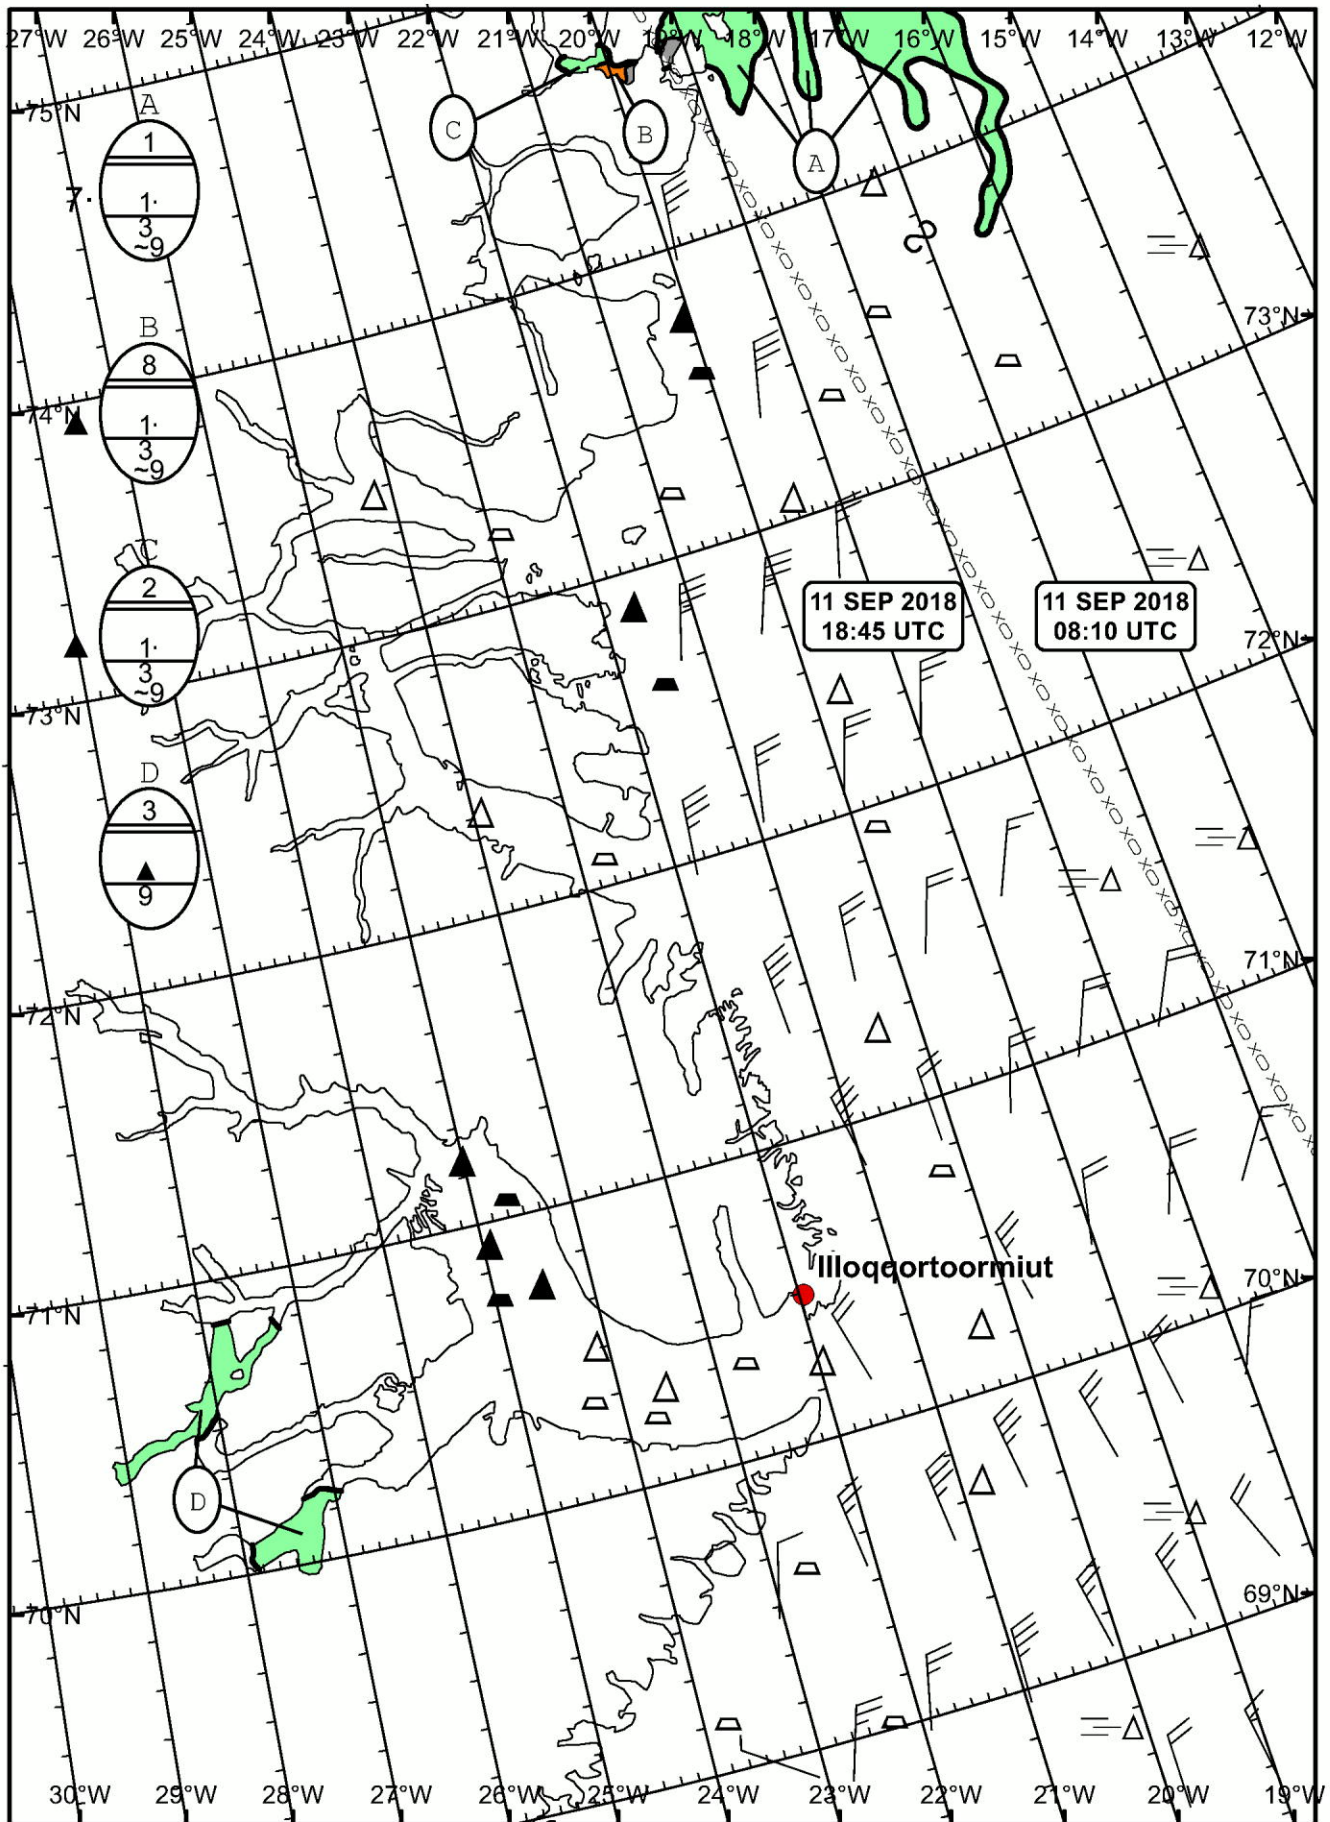 27°W 26°W 25°W 24°W 23°W 22°W 21°W 20°W 19°W 18°W 17°W 16°W 15°W 14°W 13°W 12°W
75°N
A
1
7·
1·
3
~9
C
B
A
73°N
B
8
74°N
1·
3
~9
C
2
1·
3
~9
11 SEP 2018
18:45 UTC
11 SEP 2018
08:10 UTC
72°N
73°N
D
3
9
71°N
72°N
Illoqqortoormiut
70°N
71°N
D
69°N
70°N
30°W 29°W 28°W 27°W 26°W 25°W 24°W 23°W 22°W 21°W 20°W 19°W